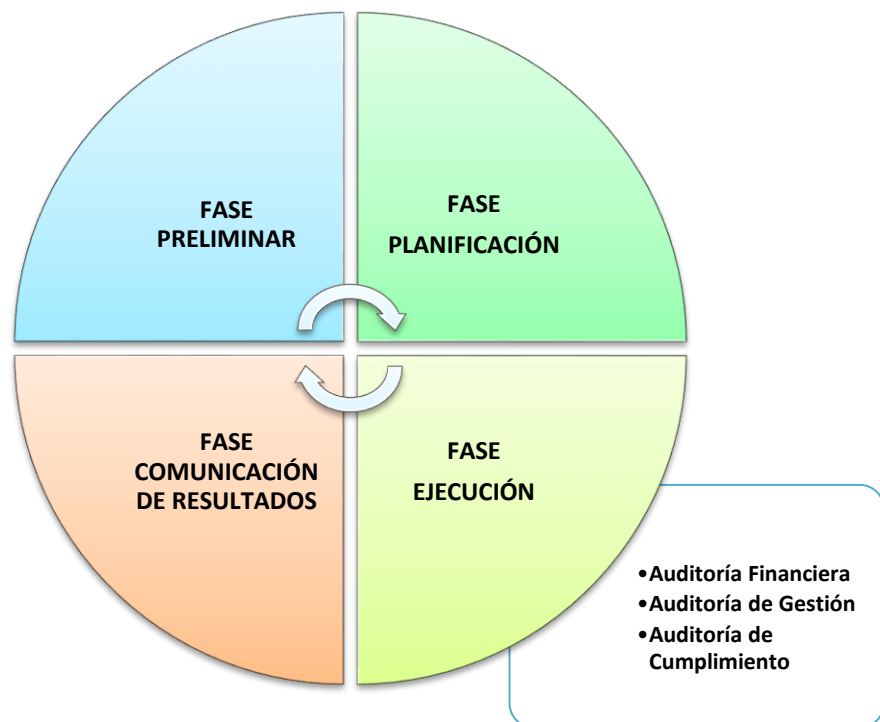 FASE
PRELIMINAR
FASE
PLANIFICACIÓN
FASE
COMUNICACIÓN
DE RESULTADOS
FASE
EJECUCIÓN
•Auditoría Financiera
•Auditoría de Gestión
•Auditoría de
Cumplimiento